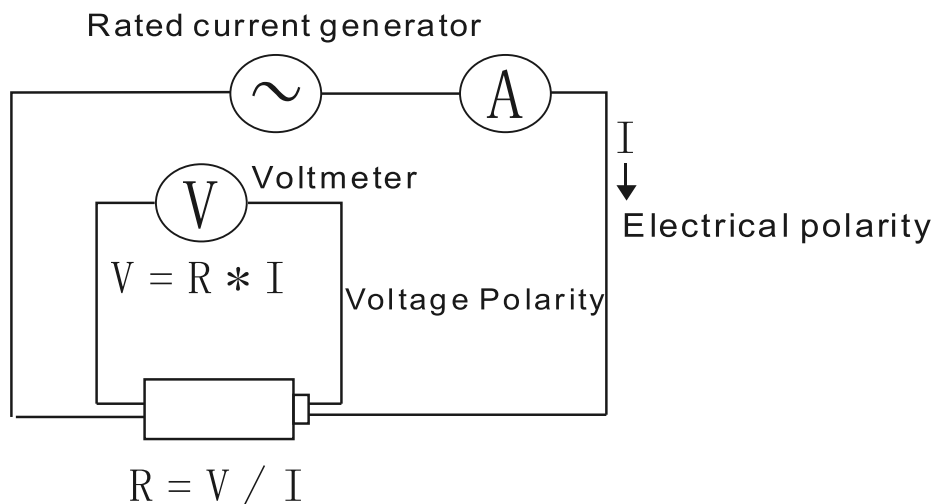 Rated current generator
~
A
I
Voltmeter
V
Electrical polarity
V = R * I
Voltage Polarity
R = V / I